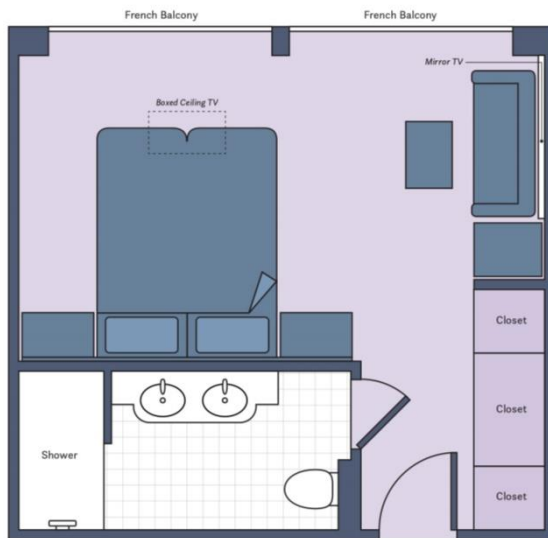 French Balcony
French Balcony
Mirror TV
Boxed Ceiling TV
Closet
Closet
Shower
Closet